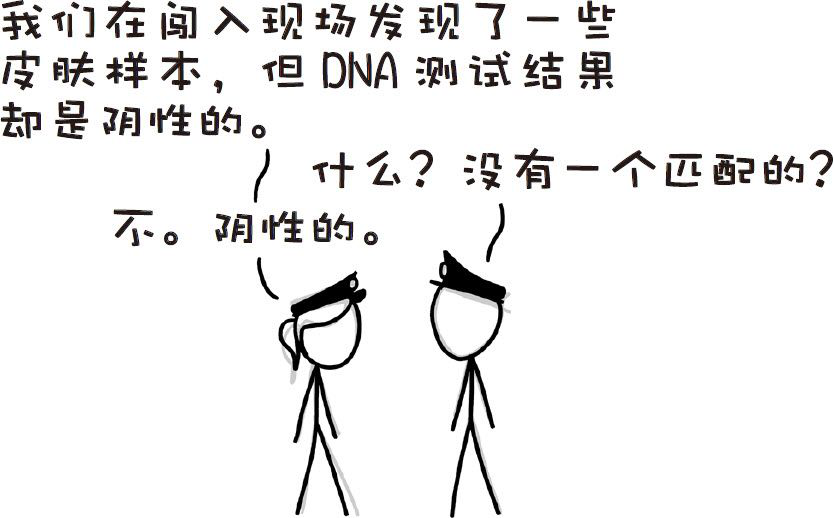 我们在闯入现场发现了一些
皮肤样本，但 DNA 测试结果
却是阴性的。
什么？没有一个匹配的？
不。阴性的。